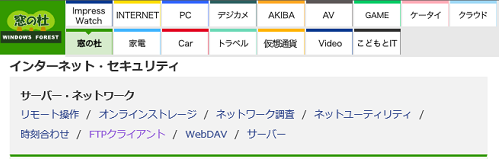 窓の杜
WINDOWS FOREST
Impress Watch
INTERNET
PC
デジカメ
AKIBA
AV
GAME
ケータイ
クラウド
窓の杜
家電
Car
トラベル
仮想通貨
Video
こどもとIT
インターネット・セキュリティ
サーバー・ネットワーク
リモート操作 / オンラインストレージ / ネットワーク調査 / ネットユーティリティ /
時刻合わせ / FTPクライアント / WebDAV / サーバー